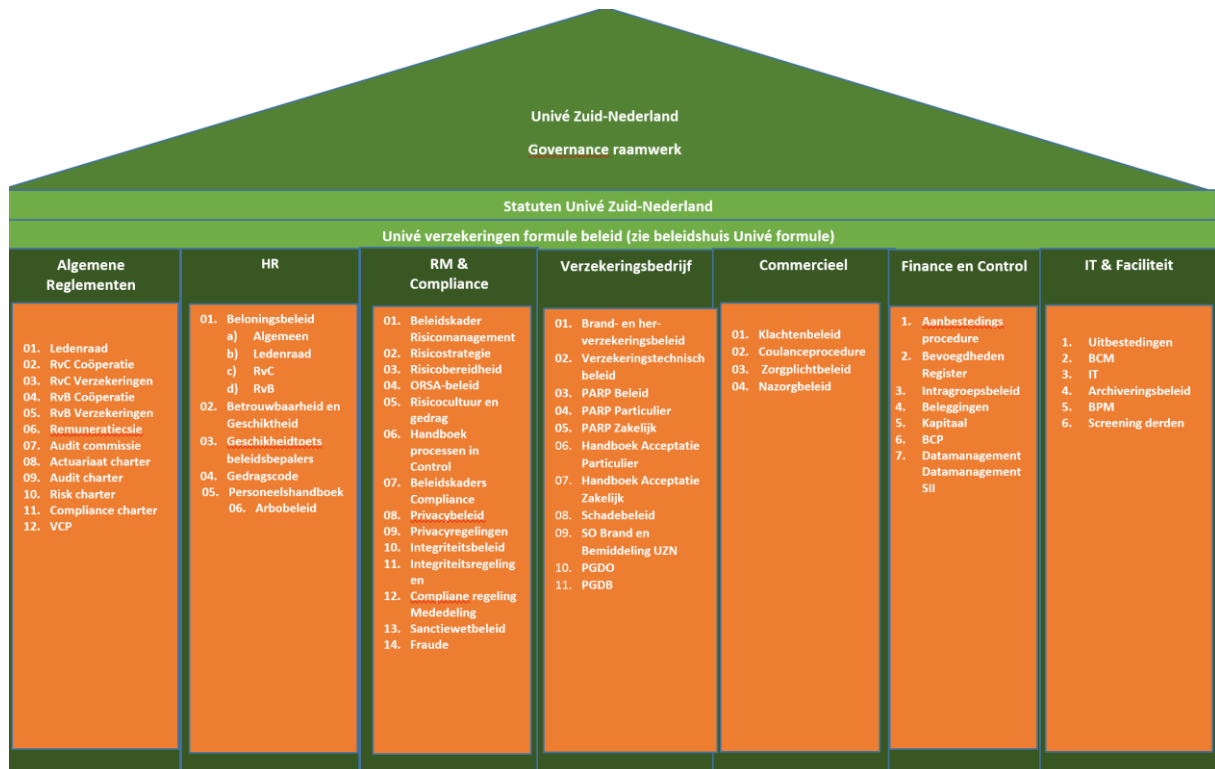 Univé Zuid-Nederland
Governance raamwerk
Statuten Univé Zuid-Nederland
Univé verzekeringen formule beleid (zie beleidshuis Univé formule)
Algemene
Reglementen
01. Ledenraad
02. RvC Coöperatie
03. RvC Verzekeringen
04. RvB Coöperatie
05. RvB Verzekeringen
06. Remuneratiecsie
07. Audit commissie
08. Actuariaat charter
09. Audit charter
10. Risk charter
11. Compliance charter
12. VCP
HR
01. Beloningsbeleid
a) Algemeen
b) Ledenraad
c) RvC
d) RvB
02. Betrouwbaarheid en
Geschiktheid
03. Geschikheidtoets
beleidsbepalers
04. Gedragscode
05. Personeelshandboek
06. Arbobeleid
RM &
Compliance
01. Beleidskader
Risicomanagement
02. Risicostrategie
03. Risicobereidheid
04. ORSA-beleid
05. Risicocultuur en
gedrag
06. Handboek
processen in
Control
07. Beleidskaders
Compliance
08. Privacybeleid
09. Privacyregelingen
10. Integriteitsbeleid
11. Integriteitsregeling
en
12. Compliane regeling
Mededeling
13. Sanctiewetbeleid
14. Fraude
Verzekeringsbedrijf
01. Brand- en her-
verzekeringsbeleid
02. Verzekeringstechnisch
beleid
03. PARP Beleid
04. PARP Particulier
05. PARP Zakelijk
06. Handboek Acceptatie
Particulier
07. Handboek Acceptatie
Zakelijk
08. Schadebeleid
09. SO Brand en
Bemiddeling UZN
10. PGDO
11. PGDB
Commercieel
01. Klachtenbeleid
02. Coulanceprocedure
03. Zorgplichtbeleid
04. Nazorgbeleid
Finance en Control
1. Aanbestedings
procedure
2. Bevoegdheden
Register
3. Intragroepsbeleid
4. Beleggingen
5. Kapitaal
6. BCP
7. Datamanagement
Datamanagement
SII
IT & Faciliteit
1. Uitbestedingen
2. BCM
3. IT
4. Archiveringsbeleid
5. BPM
6. Screening derden